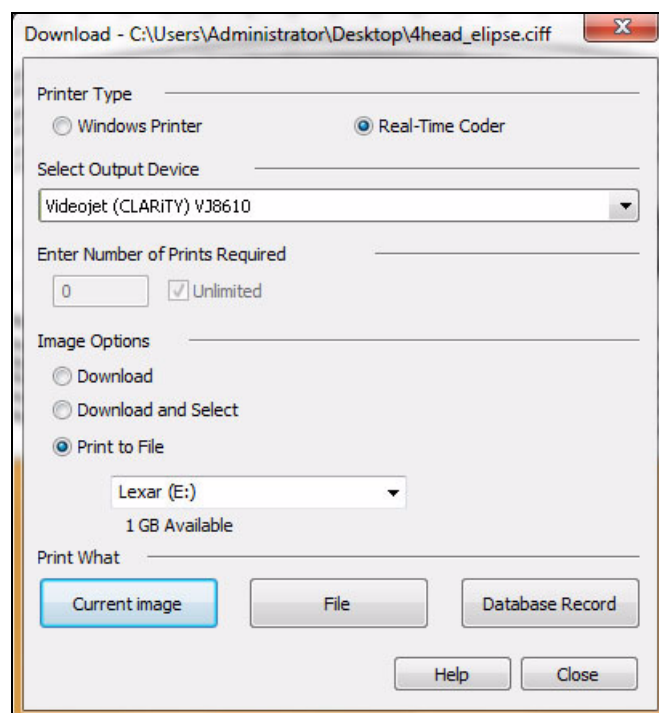 Download - C:\Users\Administrator\Desktop\4head_elipse.ciff
Printer Type
Windows Printer
Real-Time Coder
Select Output Device
Videojet (CLARiTY) VJ8610
Enter Number of Prints Required
0
Unlimited
Image Options
Download
Download and Select
Print to File
Lexar (E:)
1 GB Available
Print What
Current image
File
Database Record
Help
Close